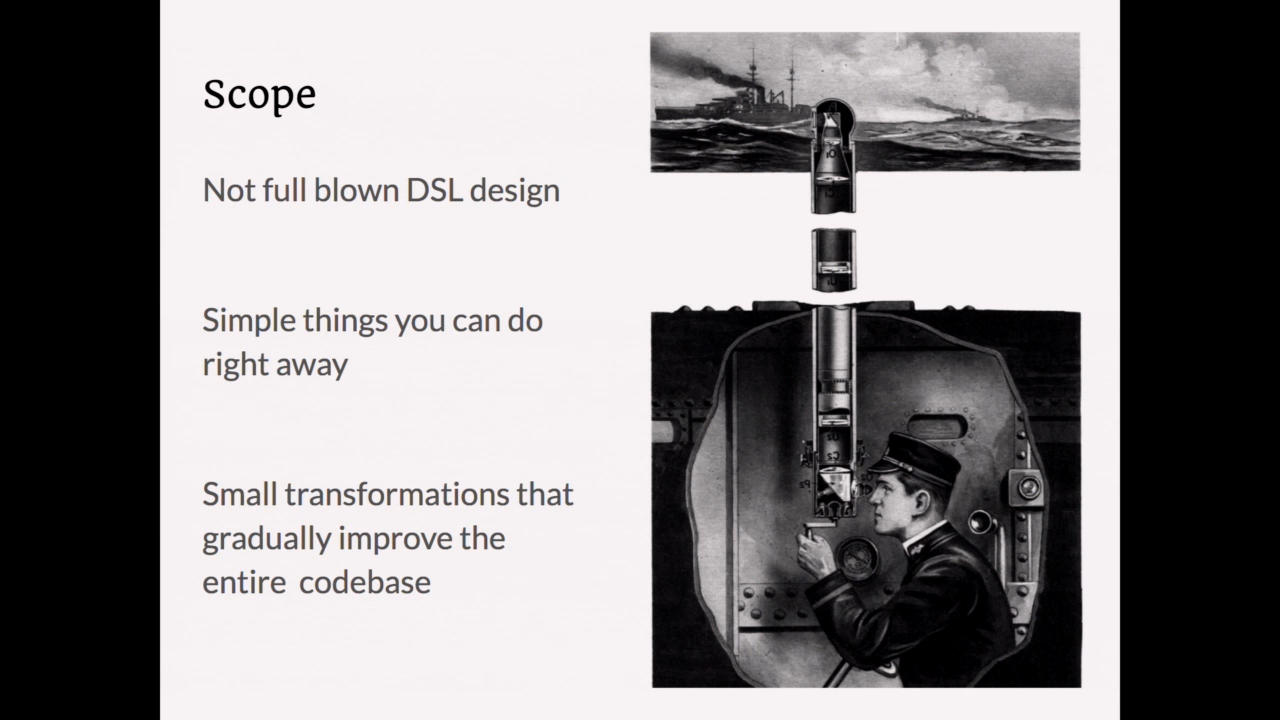 Scope
Not full blown DSL design
Simple things you can do
right away
Small transformations that
gradually improve the
entire  codebase